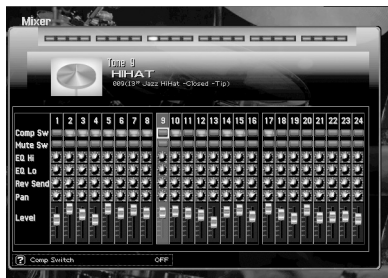 Mixer
Tone 9
HIHAT
009(13" Jazz HiHat -Closed -Tip)
1 2 3 4 5 6 7 8 9 10 11 12 13 14 15 16 17 18 19 20 21 22 23 24
Comp Sw
Mute Sw
EQ Hi
EQ Lo
Rev Send
Pan
Level
? Comp Switch OFF